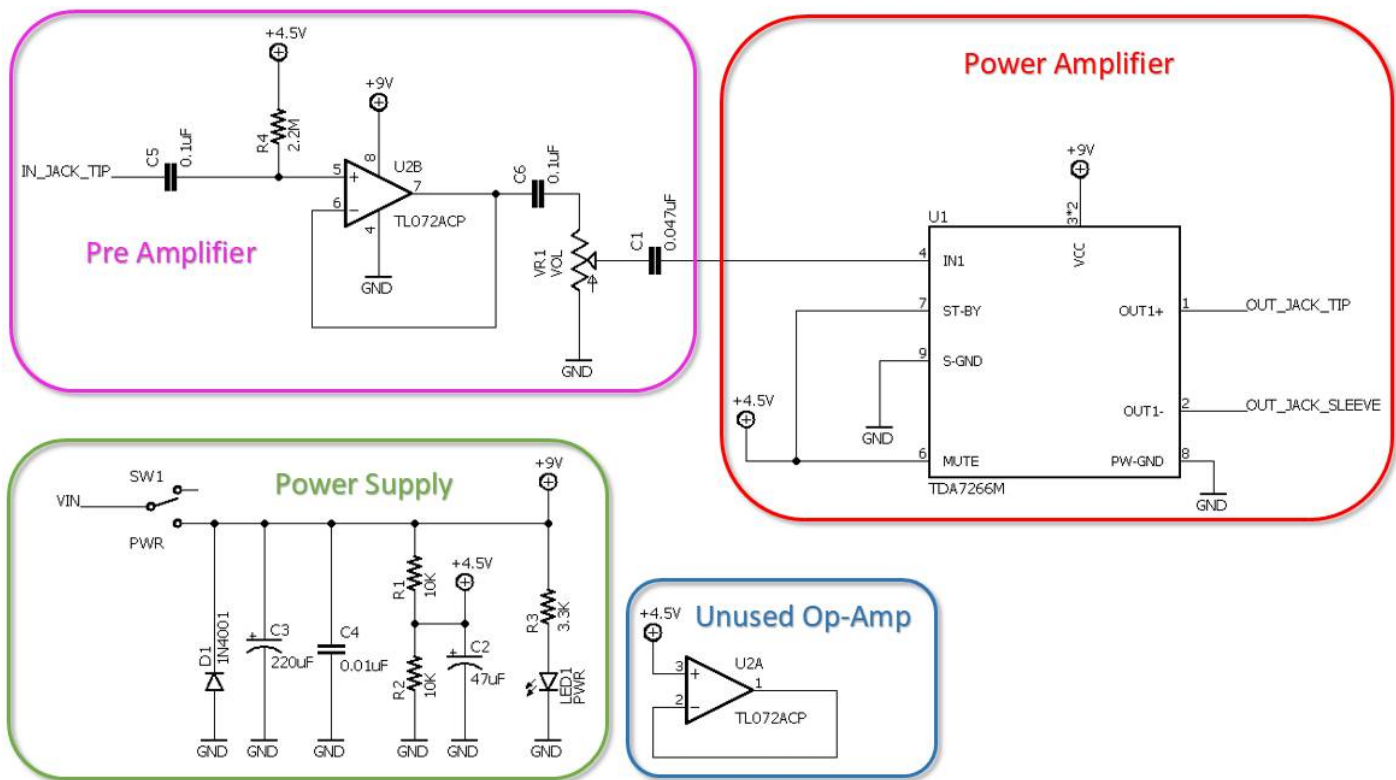 Pre Amplifier
+4.5V
R4
2.2M
+9V
C5
0.1uF
IN_JACK_TIP
5
+
6
−
8
4
U2B
7
TL072ACP
GND
C6
0.1uF
VR1
VOL
GND
C1
0.047uF
Power Amplifier
+9V
3*2
U1
VCC
4
IN1
7
ST-BY
9
S-GND
GND
+4.5V
6
MUTE
OUT1+
1
OUT_JACK_TIP
OUT1-
2
OUT_JACK_SLEEVE
PW-GND
8
GND
TDA7266M
Power Supply
SW1
VIN
PWR
+9V
D1
1N4001
GND
+
C3
220uF
GND
C4
0.01uF
GND
R1
10K
R2
10K
GND
+4.5V
+
C2
47uF
GND
R3
3.3K
LED1
PWR
GND
Unused Op-Amp
+4.5V
3
+
2
−
U2A
1
TL072ACP